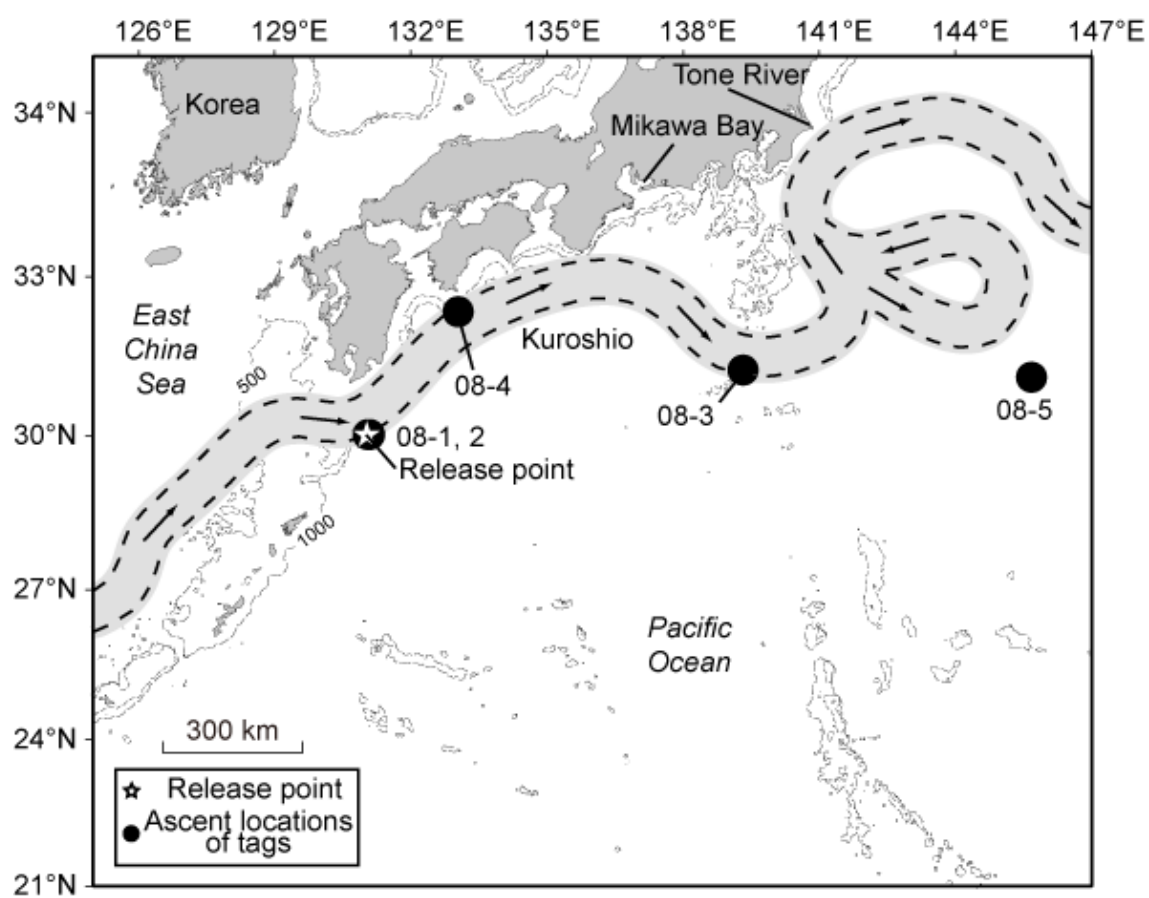 126°E 129°E 132°E 135°E 138°E 141°E 144°E 147°E
Tone River
Korea
34°N
Mikawa Bay
33°N
East
China
Sea
Kuroshio
500
08-4
08-3
08-5
30°N
08-1, 2
Release point
1000
27°N
Pacific
Ocean
24°N
300 km
Release point
Ascent locations
of tags
21°N